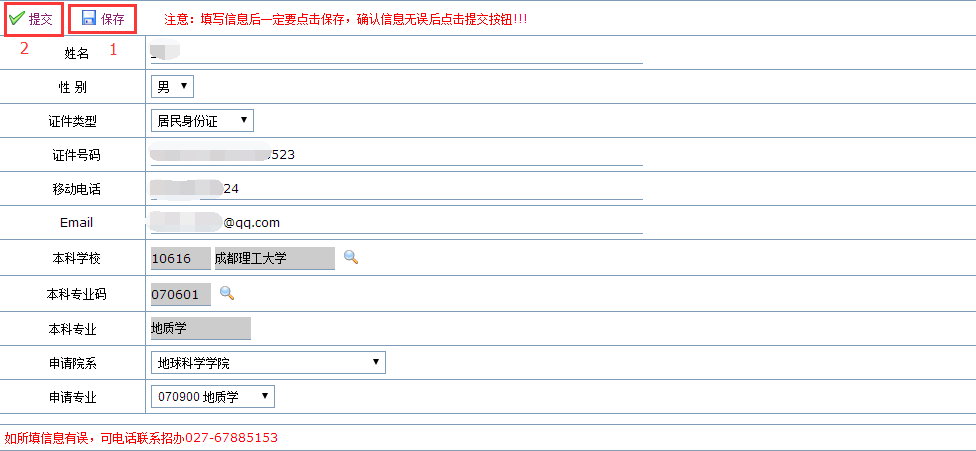 提交 保存 注意：填写信息后一定要点击保存，确认信息无误后点击提交按钮!!!
2 1
姓名
性 别 男
证件类型 居民身份证
证件号码 523
移动电话 24
Email @qq.com
本科学校 10616 成都理工大学
本科专业码 070601
本科专业 地质学
申请院系 地球科学学院
申请专业 070900 地质学
如所填信息有误，可电话联系招办027-67885153